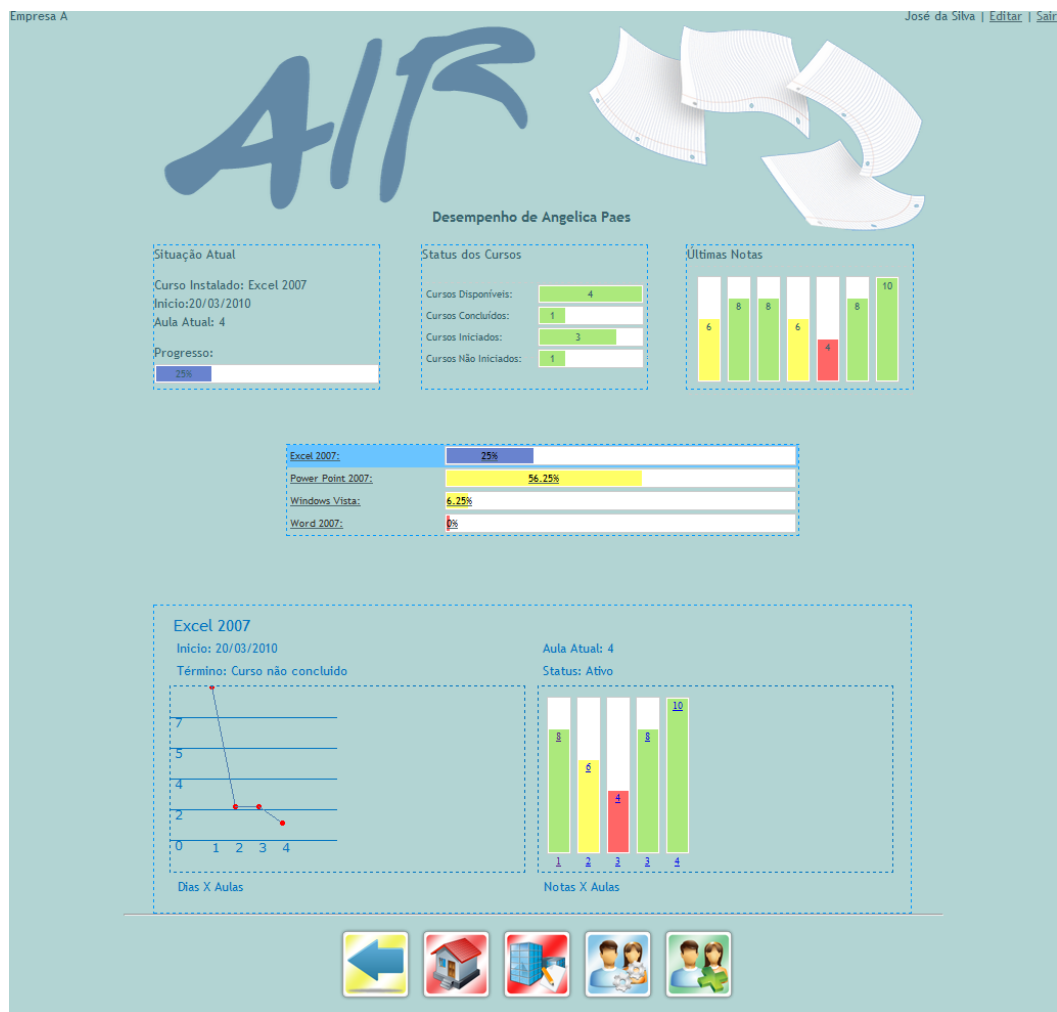 Empresa A
José da Silva | Editar | Sair
AIR
Desempenho de Angelica Paes
Situação Atual
Curso Instalado: Excel 2007
Inicio:20/03/2010
Aula Atual: 4
Progresso:
25%
Status dos Cursos
Cursos Disponíveis: 4
Cursos Concluídos: 1
Cursos Iniciados: 3
Cursos Não Iniciados: 1
Últimas Notas
6 8 8 6 4 8 10
Excel 2007: 25%
Power Point 2007: 56.25%
Windows Vista: 6.25%
Word 2007: 0%
Excel 2007
Inicio: 20/03/2010
Aula Atual: 4
Término: Curso não concluido
Status: Ativo
7
5
4
2
0
1 2 3 4
Dias X Aulas
8 6 4 8 10
1 2 3 3 4
Notas X Aulas